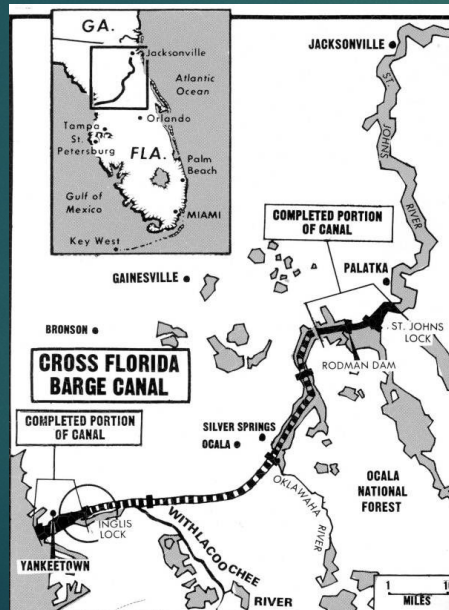 GA.
Jacksonville
Atlantic
Ocean
Orlando
Tampa
St.
Petersburg
FLA.
Palm
Beach
Gulf of
Mexico
MIAMI
Key West
JACKSONVILLE
ST.
JOHNS
RIVER
COMPLETED PORTION
OF CANAL
GAINESVILLE
PALATKA
ST. JOHNS
LOCK
BRONSON
RODMAN DAM
CROSS FLORIDA
BARGE CANAL
COMPLETED PORTION
OF CANAL
SILVER SPRINGS
OCALA
OKLAWAHA
RIVER
OCALA
NATIONAL
FOREST
INGLIS
LOCK
YANKEETOWN
WITHLACOOCHEE
RIVER
1 10
MILES